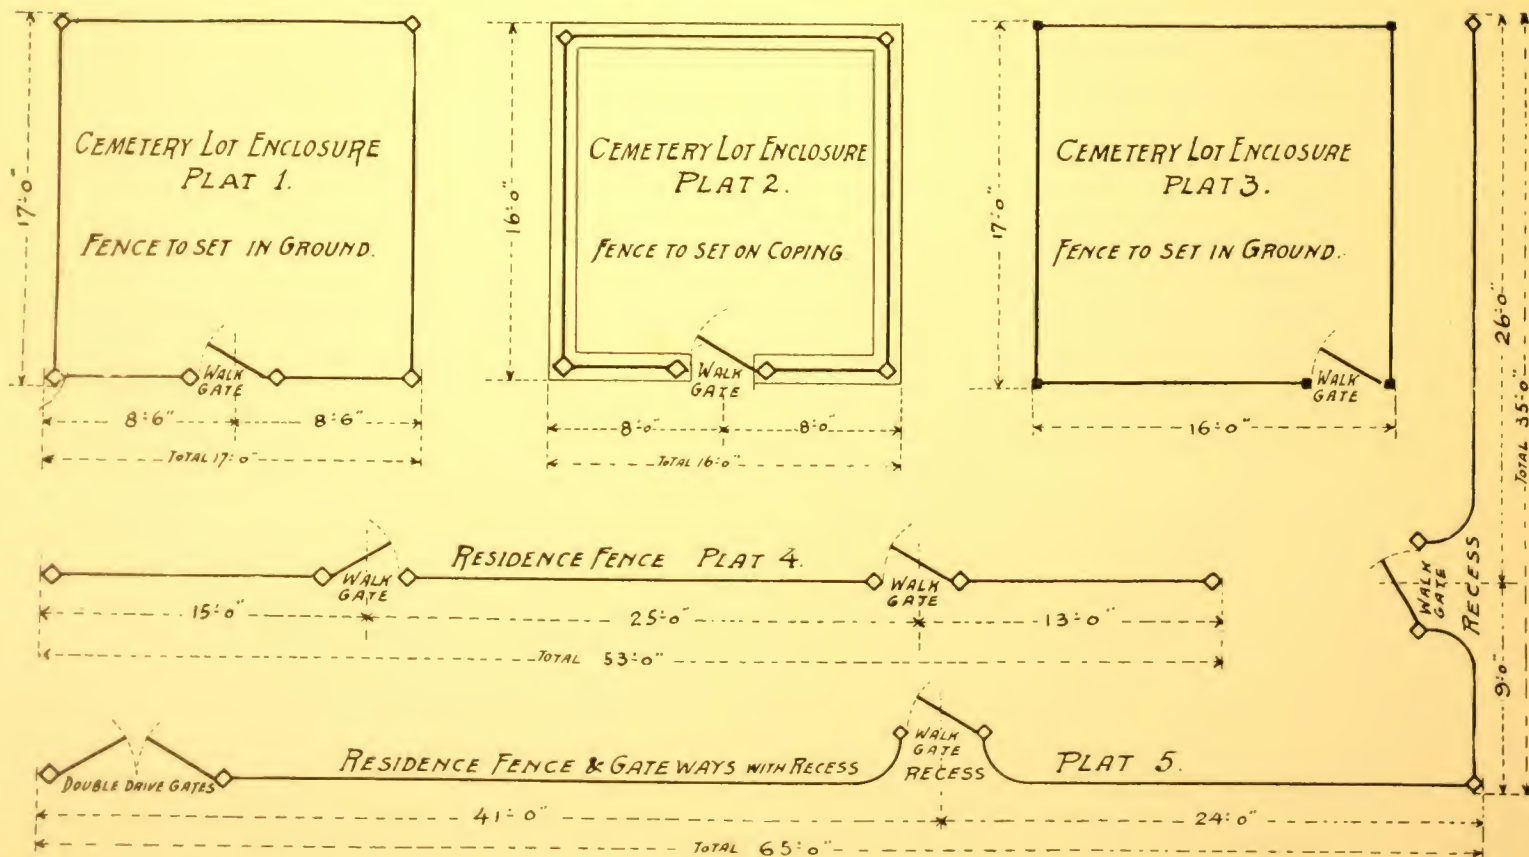 17'-0"
CEMETERY LOT ENCLOSURE
PLAT 1.
FENCE TO SET IN GROUND.
WALK
GATE
8'-6"
8'-6"
TOTAL 17'-0"
16'-0"
CEMETERY LOT ENCLOSURE
PLAT 2.
FENCE TO SET ON COPING
WALK
GATE
8'-0"
8'-0"
TOTAL 16'-0"
17'-0"
CEMETERY LOT ENCLOSURE
PLAT 3.
FENCE TO SET IN GROUND.
WALK
GATE
16'-0"
RESIDENCE FENCE PLAT 4.
WALK
GATE
WALK
GATE
15'-0"
25'-0"
13'-0"
TOTAL 53'-0"
26'-0"
TOTAL 35'-0"
WALK
GATE
RECESS
9'-0"
DOUBLE DRIVE GATES
RESIDENCE FENCE & GATEWAYS WITH RECESS
WALK
GATE
RECESS
PLAT 5.
41'-0"
24'-0"
TOTAL 65'-0"